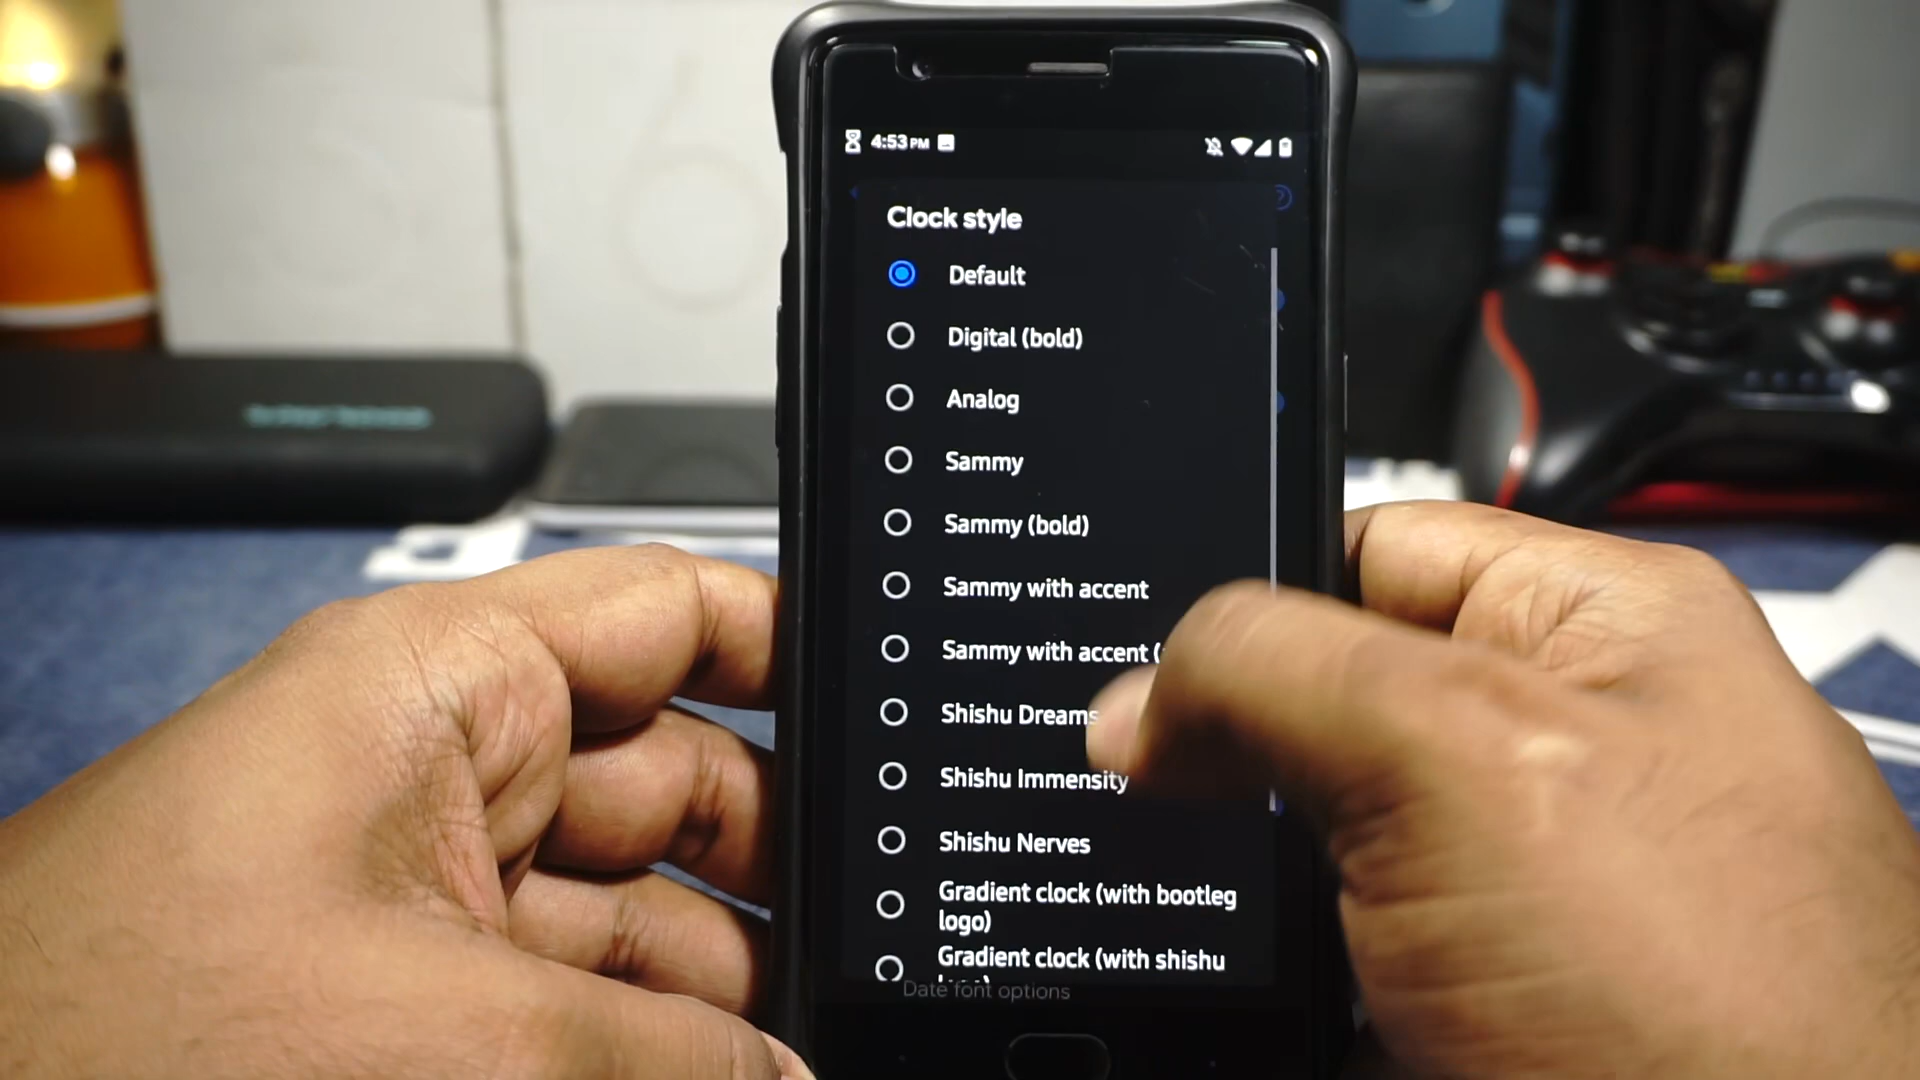 4:53 PM
Clock style
Default
Digital (bold)
Analog
Sammy
Sammy (bold)
Sammy with accent
Sammy with accent (
Shishu Dreams
Shishu Immensity
Shishu Nerves
Gradient clock (with bootleg
logo)
Gradient clock (with shishu
Date font options